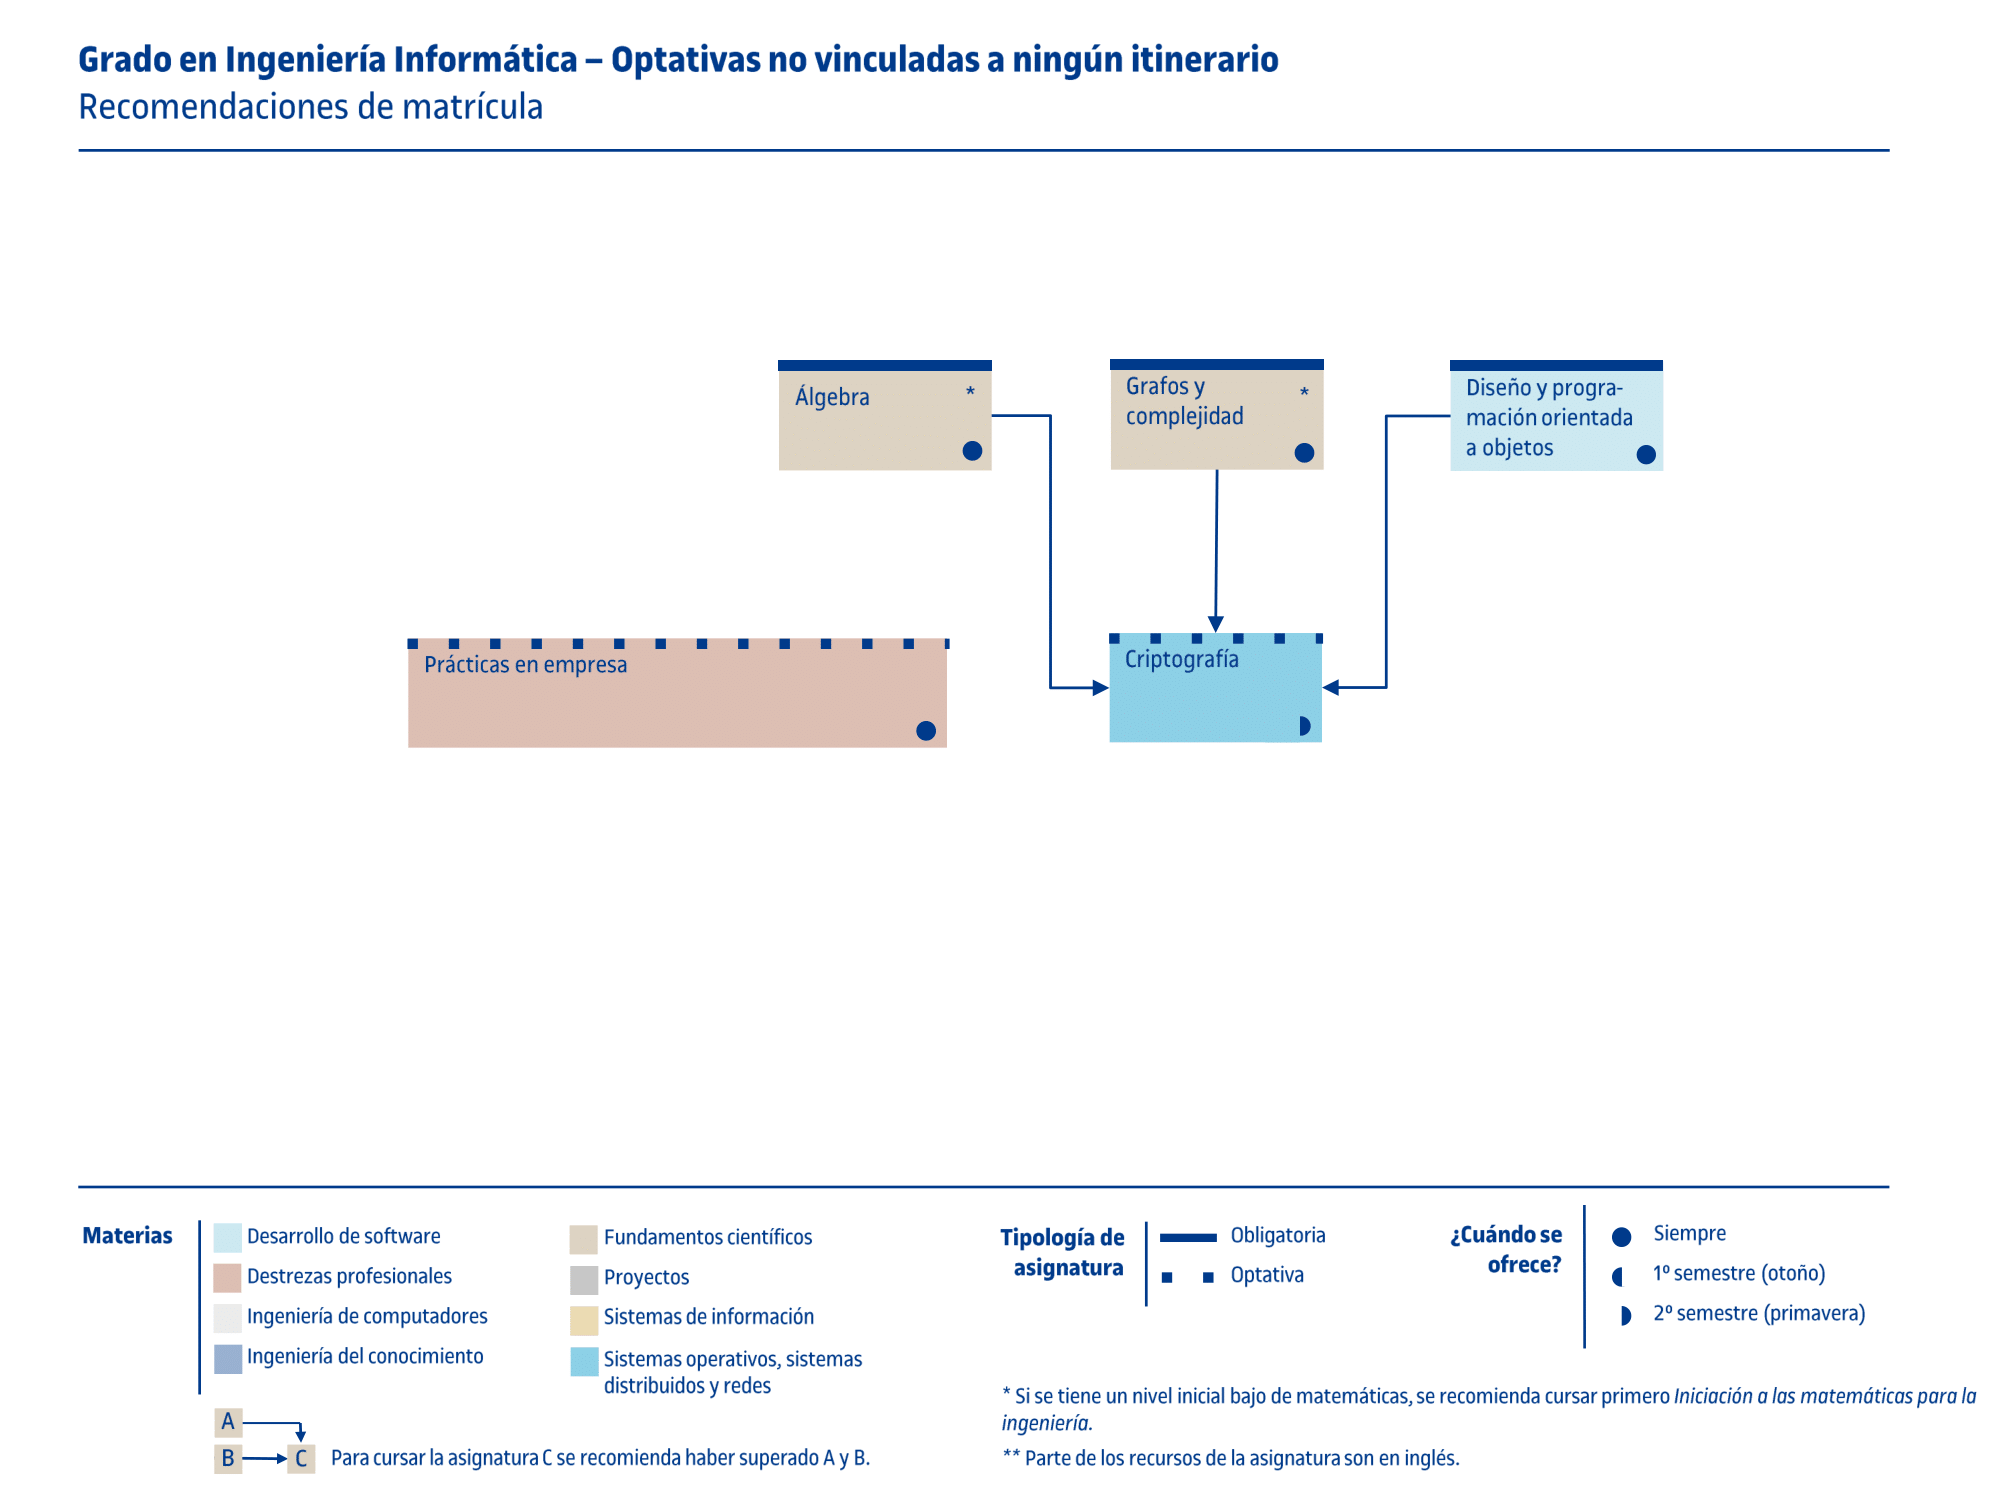 Grado en Ingeniería Informática – Optativas no vinculadas a ningún itinerario
Recomendaciones de matrícula
Álgebra *
Grafos y
complejidad *
Diseño y progra-
mación orientada
a objetos
Prácticas en empresa
Criptografía
Materias
Desarrollo de software
Destrezas profesionales
Ingeniería de computadores
Ingeniería del conocimiento
Fundamentos científicos
Proyectos
Sistemas de información
Sistemas operativos, sistemas
distribuidos y redes
A
B
C
Para cursar la asignatura C se recomienda haber superado A y B.
Tipología de
asignatura
Obligatoria
Optativa
¿Cuándo se
ofrece?
Siempre
1º semestre (otoño)
2º semestre (primavera)
* Si se tiene un nivel inicial bajo de matemáticas, se recomienda cursar primero Iniciación a las matemáticas para la
ingeniería.
** Parte de los recursos de la asignatura son en inglés.